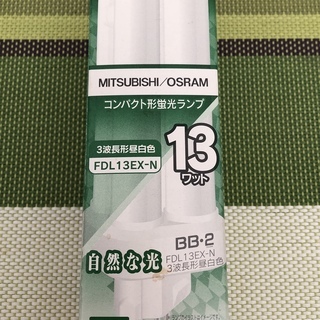 MITSUBISHI/OSRAM
コンパクト形蛍光ランプ
3波長形昼白色
FDL13EX-N
13
ワット
BB・2
FDL13EX-N
3波長形昼白色
自然な光